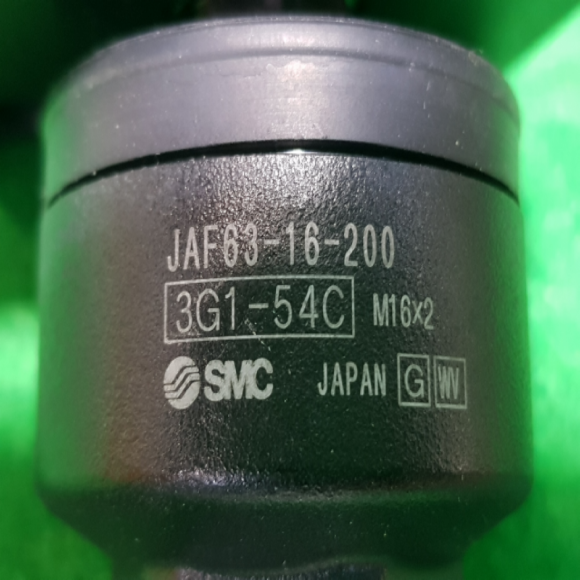 JAF63-16-200
3G1-54C M16×2
SMC JAPAN G WV